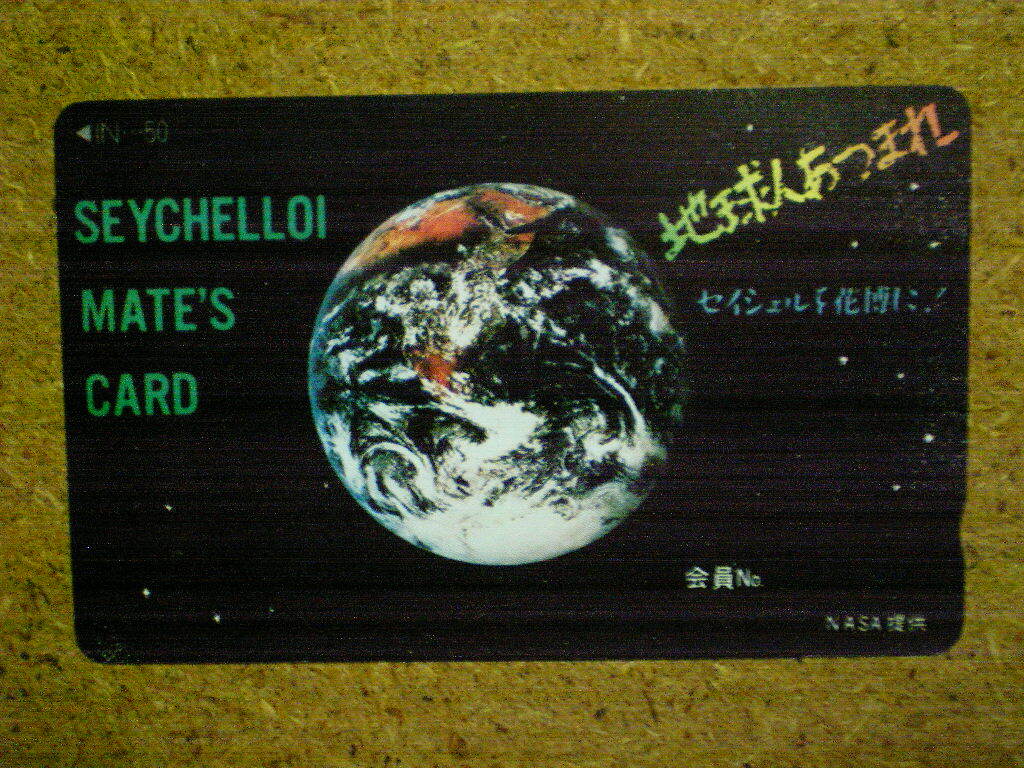 ◀IN 50
SEYCHELLOI
MATE'S
CARD
地球人あつまれ
セイシェル千花博に!
会員No.
NASA提供